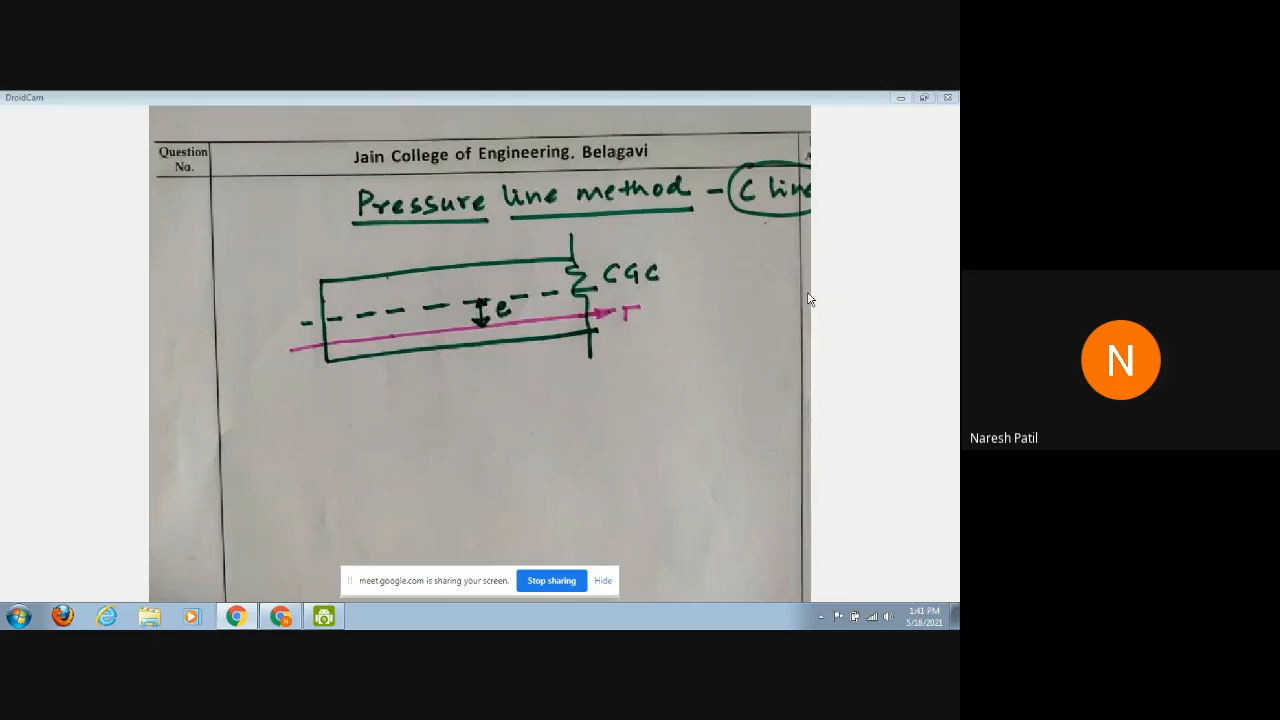 DroidCam
Question
No.
Jain College of Engineering, Belagavi
Pressure line method - C line
CGC
e
T
Naresh Patil
N
meet.google.com is sharing your screen.
Stop sharing
Hide
1:41 PM
5/18/2021